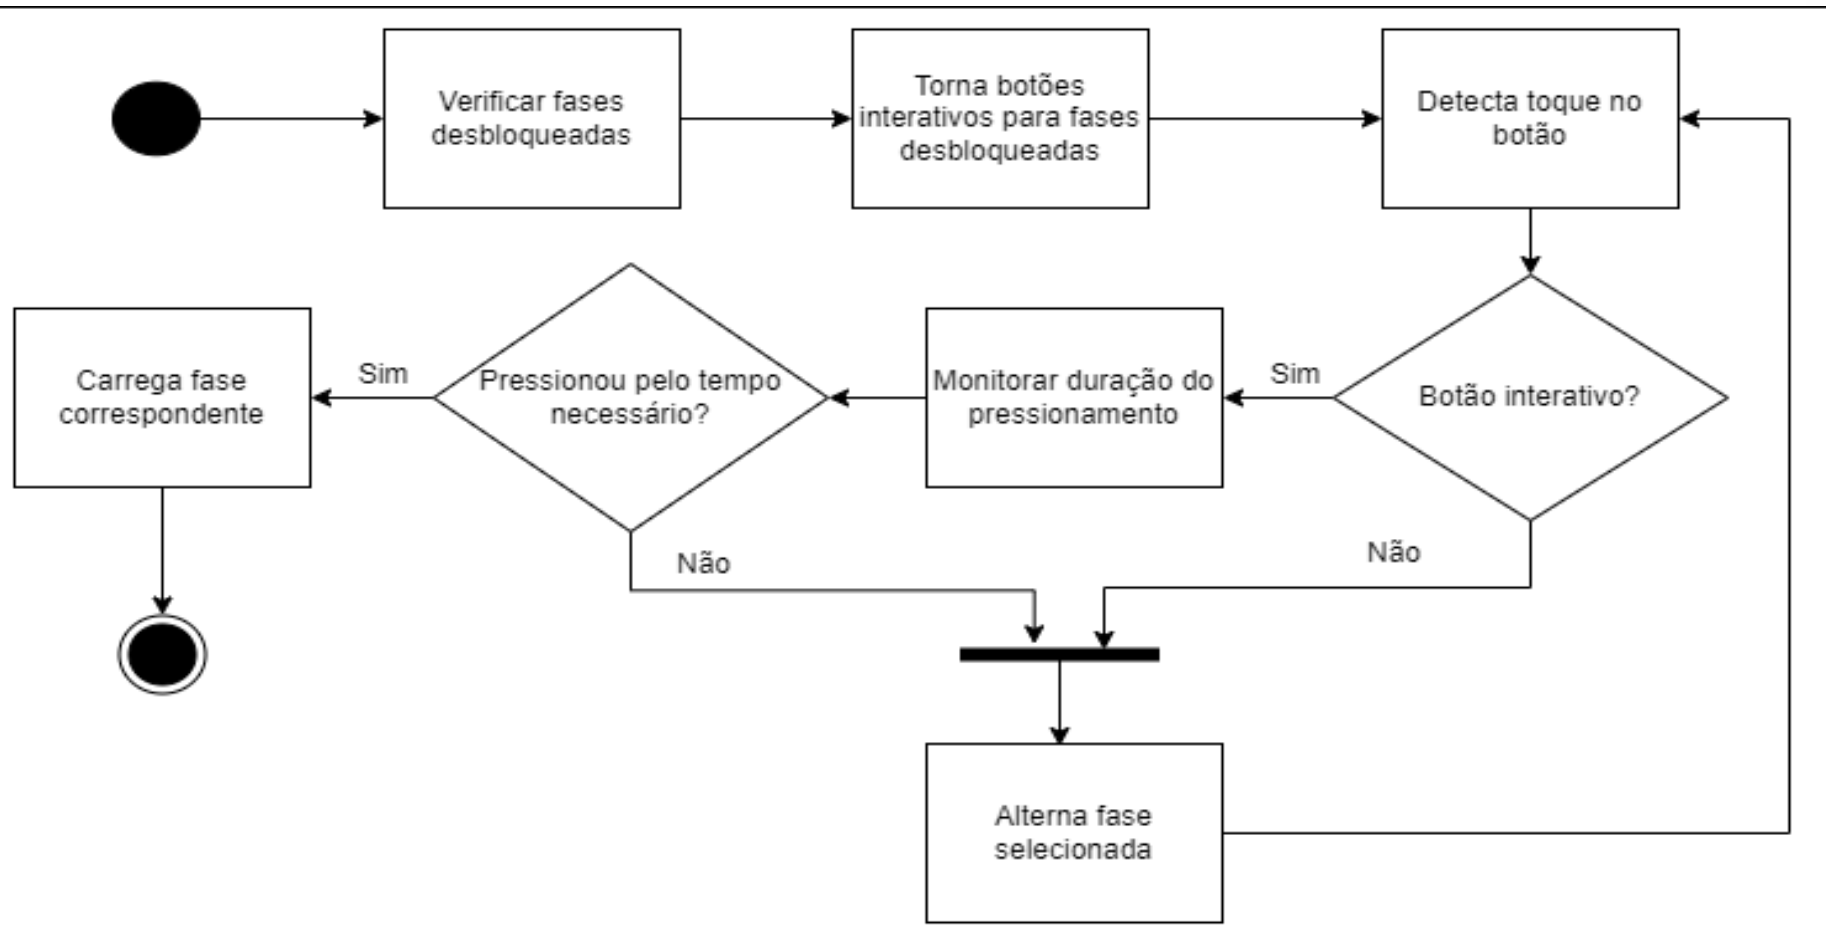 Verificar fases
desbloqueadas
Torna botões
interativos para fases
desbloqueadas
Detecta toque no
botão
Botão interativo?
Sim
Monitorar duração do
pressionamento
Pressionou pelo tempo
necessário?
Sim
Carrega fase
correspondente
Não
Não
Alterna fase
selecionada